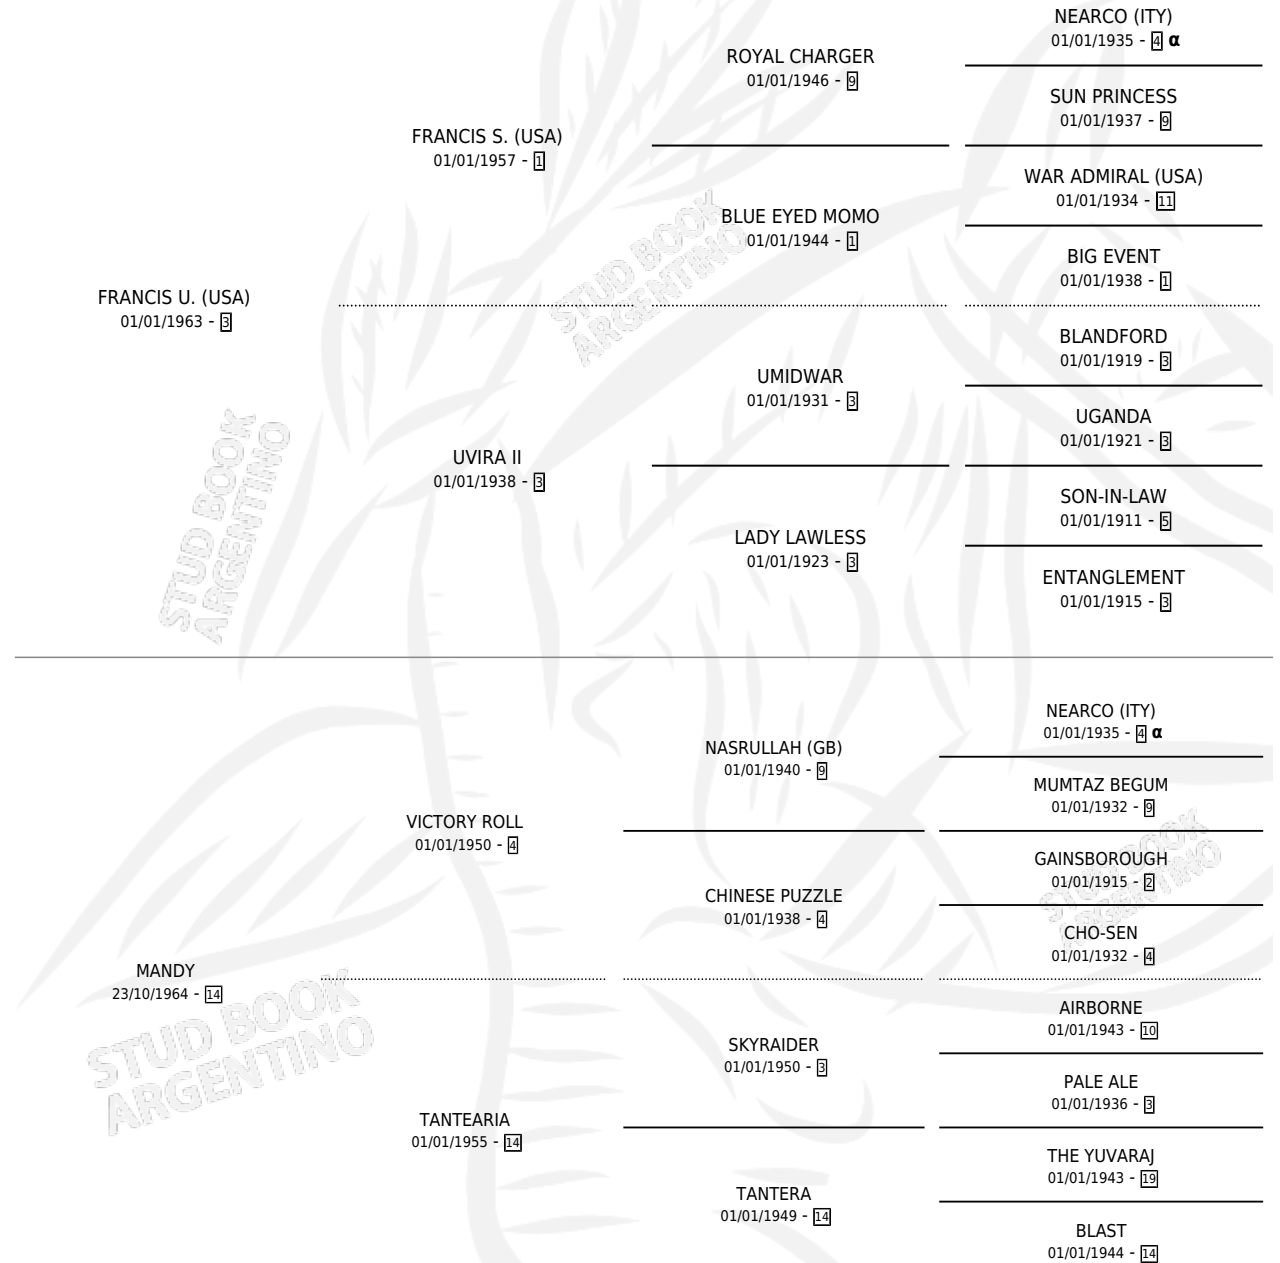 NEARCO (ITY)
01/01/1935 - 4 α
ROYAL CHARGER
01/01/1946 - 9
SUN PRINCESS
01/01/1937 - 9
FRANCIS S. (USA)
01/01/1957 - 1
WAR ADMIRAL (USA)
01/01/1934 - 11
BLUE EYED MOMO
01/01/1944 - 1
BIG EVENT
01/01/1938 - 1
FRANCIS U. (USA)
01/01/1963 - 3
BLANDFORD
01/01/1919 - 3
UMIDWAR
01/01/1931 - 3
UGANDA
01/01/1921 - 3
UVIRA II
01/01/1938 - 3
SON-IN-LAW
01/01/1911 - 5
LADY LAWLESS
01/01/1923 - 3
ENTANGLEMENT
01/01/1915 - 3
NEARCO (ITY)
01/01/1935 - 4 α
NASRULLAH (GB)
01/01/1940 - 9
MUMTAZ BEGUM
01/01/1932 - 9
VICTORY ROLL
01/01/1950 - 4
GAINSBOROUGH
01/01/1915 - 2
CHINESE PUZZLE
01/01/1938 - 4
CHO-SEN
01/01/1932 - 4
MANDY
23/10/1964 - 14
AIRBORNE
01/01/1943 - 10
SKYRAIDER
01/01/1950 - 3
PALE ALE
01/01/1936 - 3
TANTEARIA
01/01/1955 - 14
THE YUVARAJ
01/01/1943 - 19
TANTERA
01/01/1949 - 14
BLAST
01/01/1944 - 14
STUD BOOK
ARGENTINO
STUD BOOK
ARGENTINO
STUD BOOK
ARGENTINO
STUD BOOK
ARGENTINO